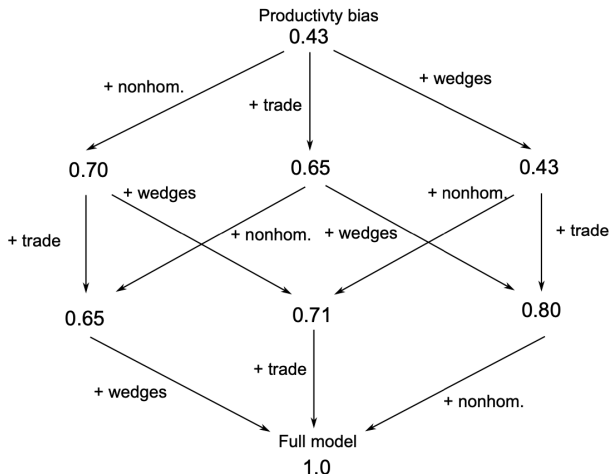 Productivty bias
0.43
+ nonhom.
+ trade
+ wedges
0.70
0.65
0.43
+ wedges
+ nonhom.
+ trade
+ nonhom.
+ wedges
+ trade
0.65
0.71
0.80
+ wedges
+ trade
+ nonhom.
Full model
1.0